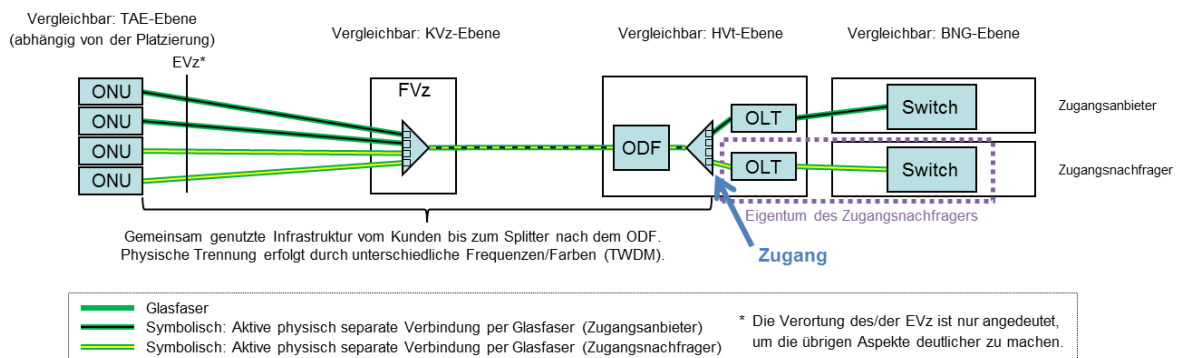 Vergleichbar: TAE-Ebene
(abhängig von der Platzierung)
Vergleichbar: KVz-Ebene
Vergleichbar: HVt-Ebene
Vergleichbar: BNG-Ebene
EVz*
FVz
ONU
ONU
ONU
ONU
ODF
OLT
OLT
Switch
Switch
Zugangsanbieter
Zugangsnachfrager
Eigentum des Zugangsnachfragers
Zugang
Gemeinsam genutzte Infrastruktur vom Kunden bis zum Splitter nach dem ODF.
Physische Trennung erfolgt durch unterschiedliche Frequenzen/Farben (TWDM).
Glasfaser
Symbolisch: Aktive physisch separate Verbindung per Glasfaser (Zugangsanbieter)
Symbolisch: Aktive physisch separate Verbindung per Glasfaser (Zugangsnachfrager)
* Die Verortung des/der EVz ist nur angedeutet,
um die übrigen Aspekte deutlicher zu machen.